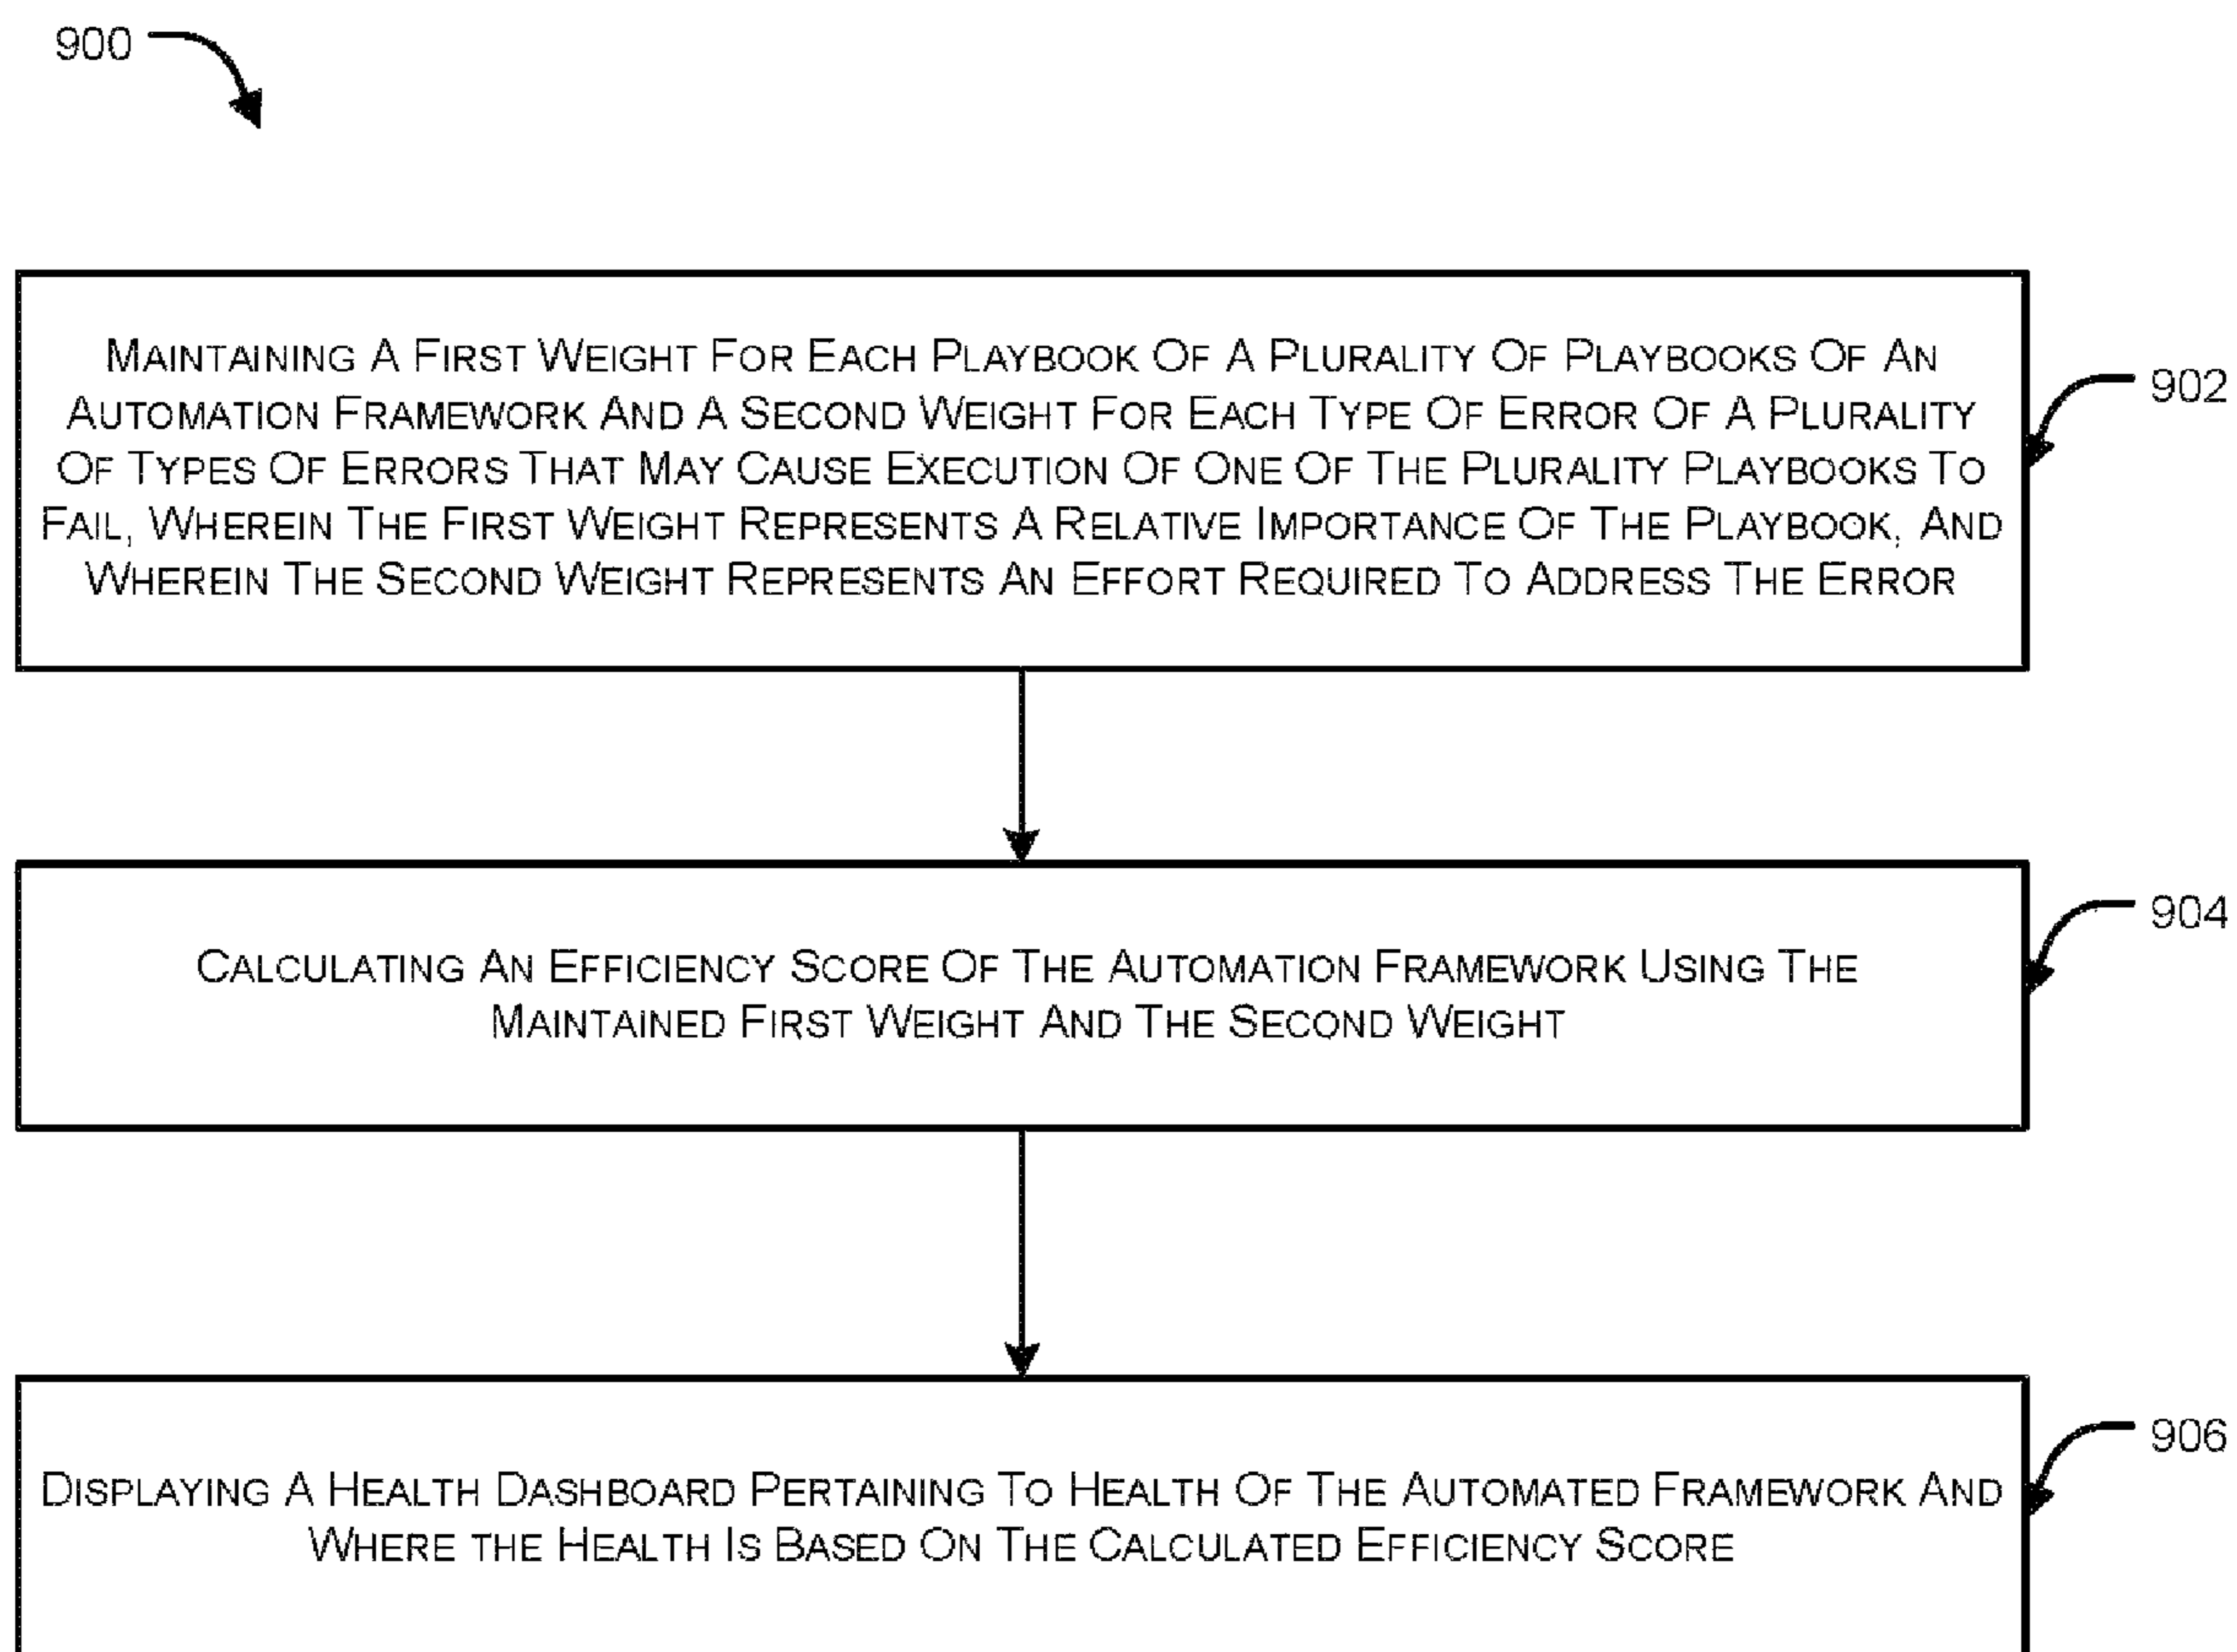 900
MAINTAINING A FIRST WEIGHT FOR EACH PLAYBOOK OF A PLURALITY OF PLAYBOOKS OF AN
AUTOMATION FRAMEWORK AND A SECOND WEIGHT FOR EACH TYPE OF ERROR OF A PLURALITY
OF TYPES OF ERRORS THAT MAY CAUSE EXECUTION OF ONE OF THE PLURALITY PLAYBOOKS TO
FAIL, WHEREIN THE FIRST WEIGHT REPRESENTS A RELATIVE IMPORTANCE OF THE PLAYBOOK, AND
WHEREIN THE SECOND WEIGHT REPRESENTS AN EFFORT REQUIRED TO ADDRESS THE ERROR
902
CALCULATING AN EFFICIENCY SCORE OF THE AUTOMATION FRAMEWORK USING THE
MAINTAINED FIRST WEIGHT AND THE SECOND WEIGHT
904
DISPLAYING A HEALTH DASHBOARD PERTAINING TO HEALTH OF THE AUTOMATED FRAMEWORK AND
WHERE THE HEALTH IS BASED ON THE CALCULATED EFFICIENCY SCORE
906